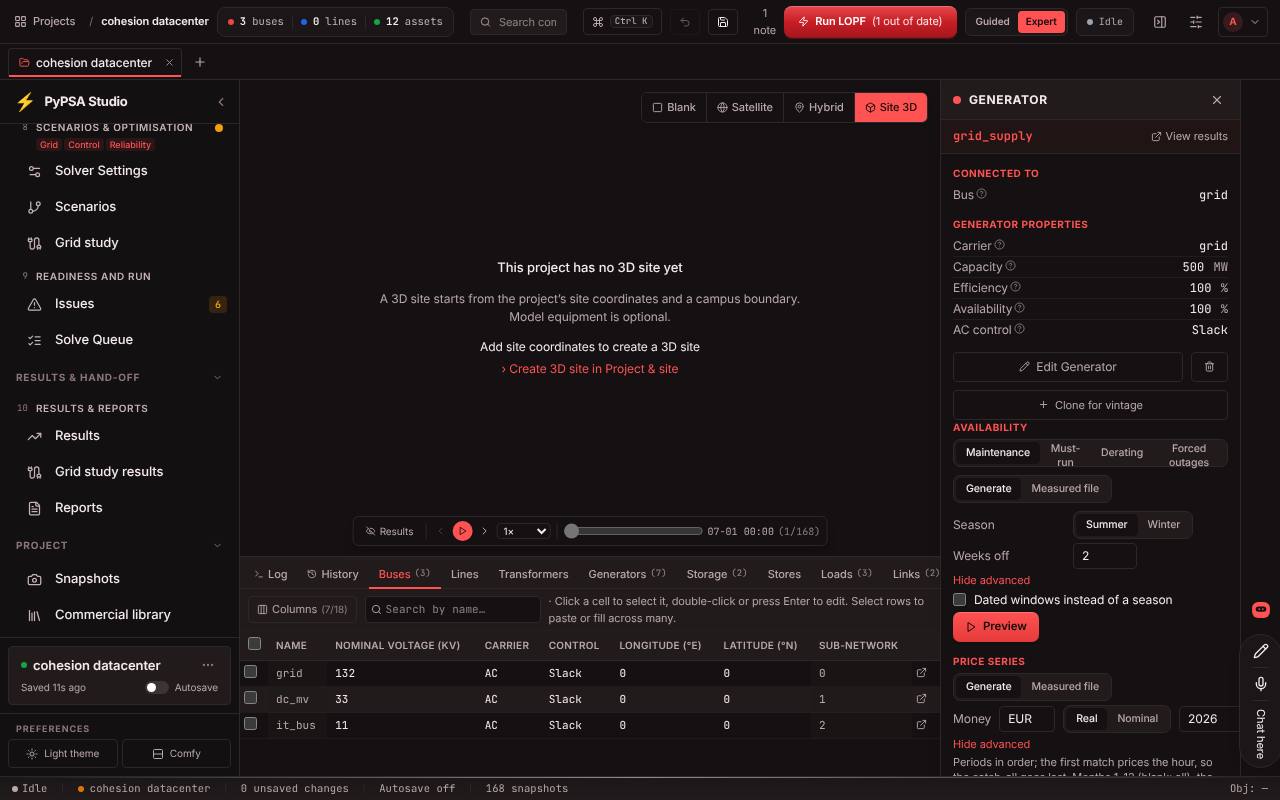 Projects / cohesion datacenter
3 buses 0 lines 12 assets
Search con
Ctrl K
1 note
Run LOPF (1 out of date)
Guided Expert
Idle
A
cohesion datacenter
PyPSA Studio
8 SCENARIOS & OPTIMISATION
Grid Control Reliability
Solver Settings
Scenarios
Grid study
9 READINESS AND RUN
Issues 6
Solve Queue
RESULTS & HAND-OFF
10 RESULTS & REPORTS
Results
Grid study results
Reports
PROJECT
Snapshots
Commercial library
cohesion datacenter
Saved 11s ago Autosave
PREFERENCES
Light theme Comfy
Blank Satellite Hybrid Site 3D
This project has no 3D site yet
A 3D site starts from the project's site coordinates and a campus boundary.
Model equipment is optional.
Add site coordinates to create a 3D site
› Create 3D site in Project & site
Results 1× 07-01 00:00 (1/168)
Log History Buses (3) Lines Transformers Generators (7) Storage (2) Stores Loads (3) Links (2)
Columns (7/18) Search by name…
· Click a cell to select it, double-click or press Enter to edit. Select rows to
paste or fill across many.
NAME NOMINAL VOLTAGE (KV) CARRIER CONTROL LONGITUDE (°E) LATITUDE (°N) SUB-NETWORK
grid 132 AC Slack 0 0 0
dc_mv 33 AC Slack 0 0 1
it_bus 11 AC Slack 0 0 2
GENERATOR
grid_supply View results
CONNECTED TO
Bus grid
GENERATOR PROPERTIES
Carrier grid
Capacity 500 MW
Efficiency 100 %
Availability 100 %
AC control Slack
Edit Generator
Clone for vintage
AVAILABILITY
Maintenance Must-run Derating Forced outages
Generate Measured file
Season Summer Winter
Weeks off 2
Hide advanced
Dated windows instead of a season
Preview
PRICE SERIES
Generate Measured file
Money EUR Real Nominal 2026
Hide advanced
Periods in order; the first match prices the hour, so
the catch-all goes last. Months 1-12 (blank: all), the
Chat here
Idle cohesion datacenter 0 unsaved changes Autosave off 168 snapshots Obj: —